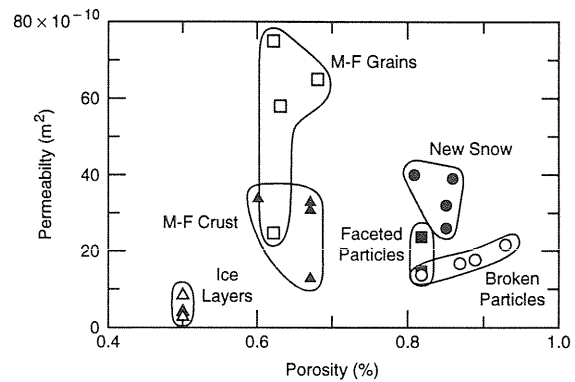 80 × 10⁻¹⁰
60
40
20
0
Permeabilty (m²)
M-F Grains
New Snow
M-F Crust
Faceted
Particles
Ice
Layers
Broken
Particles
0.4
0.6
0.8
1.0
Porosity (%)